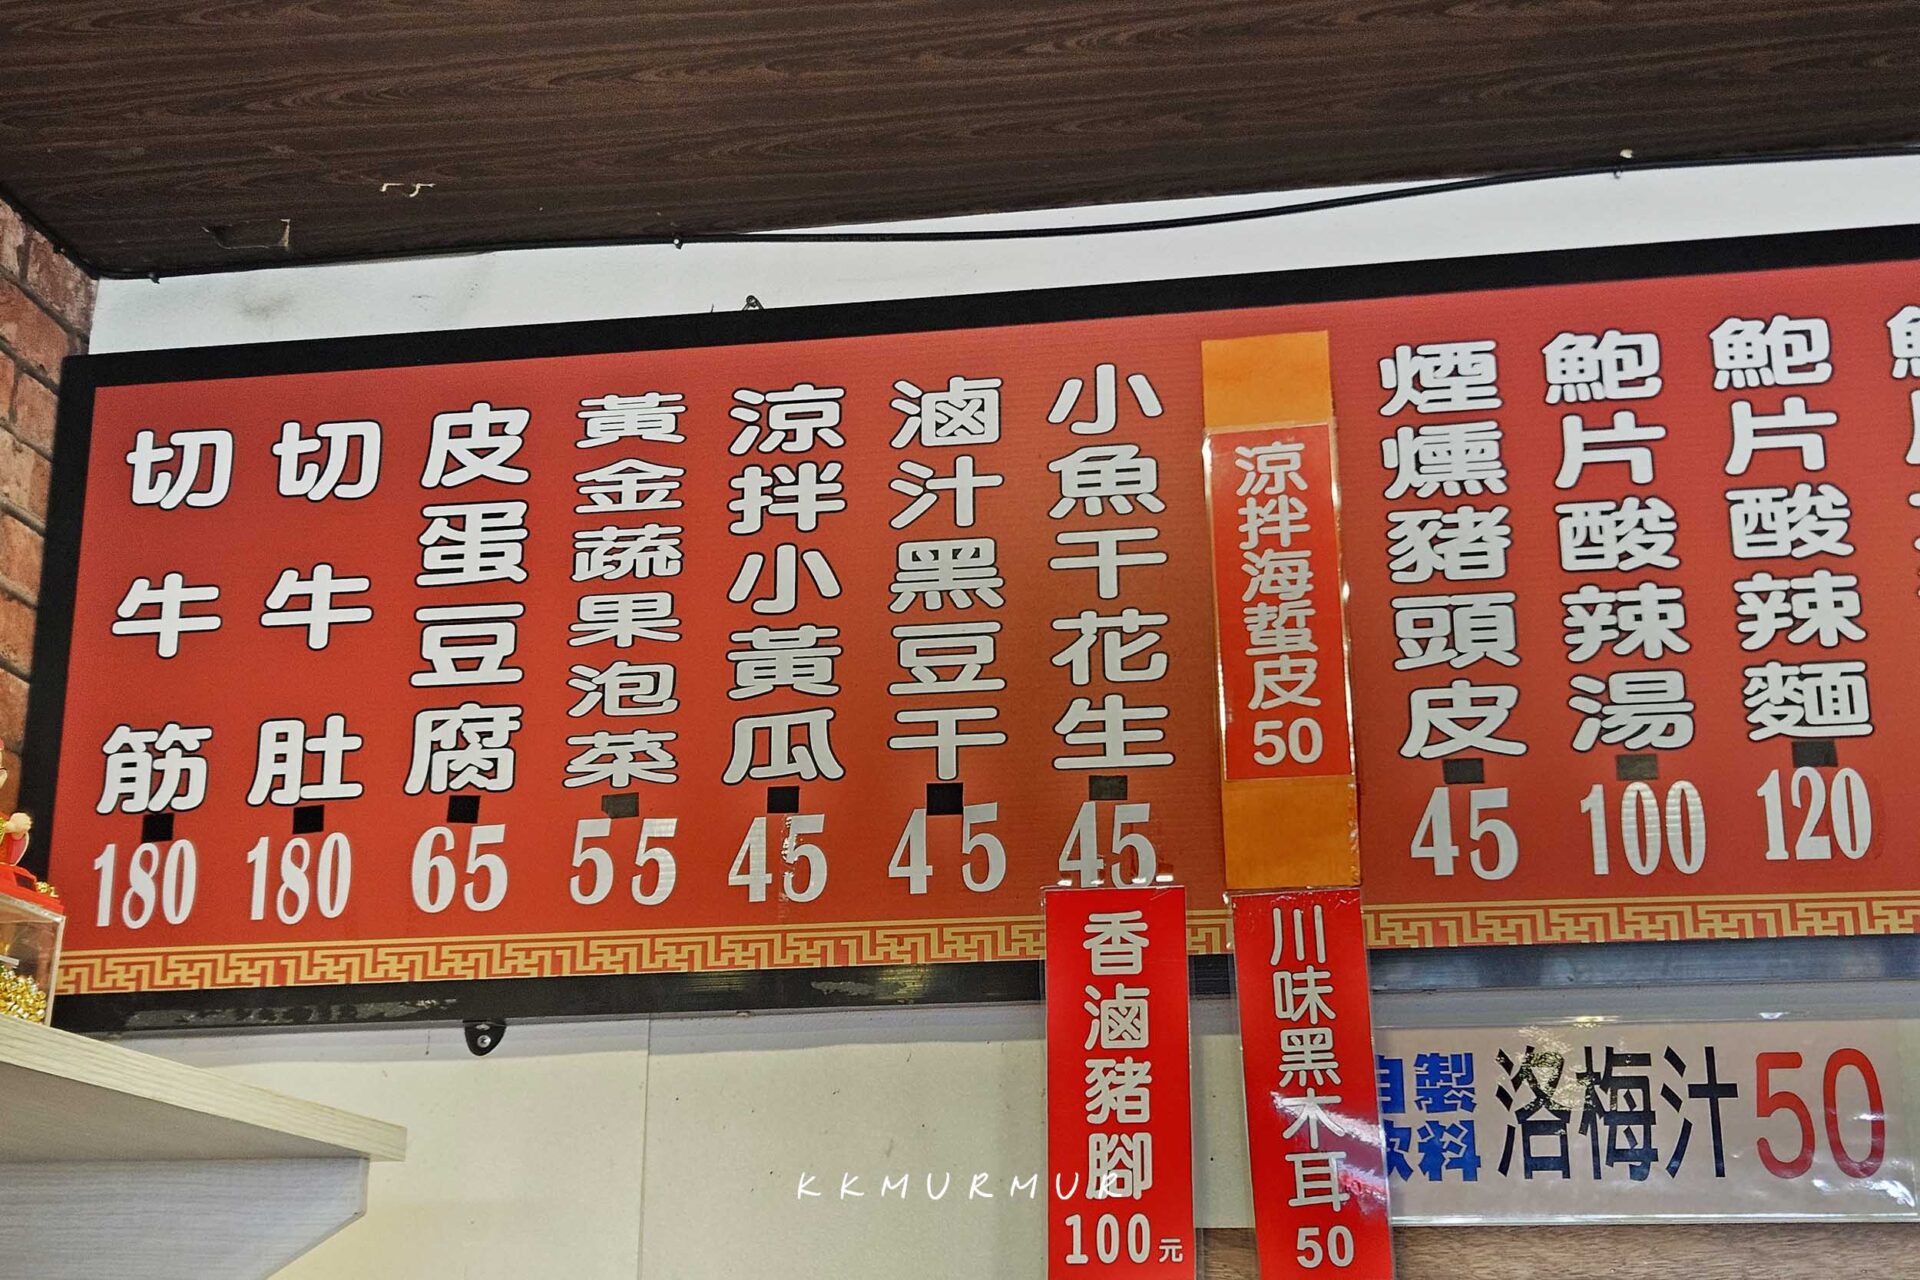 鮑片酸辣麵
120
鮑片酸辣湯
100
煙燻豬頭皮
45
涼拌海蜇皮
50
小魚干花生
45
滷汁黑豆干
45
涼拌小黃瓜
45
黃金蔬果泡菜
55
皮蛋豆腐
65
切牛肚
180
切牛筋
180
自製
飲料
洛梅汁 50
川味黑木耳
50
香滷豬腳
100元
KKMURMUR